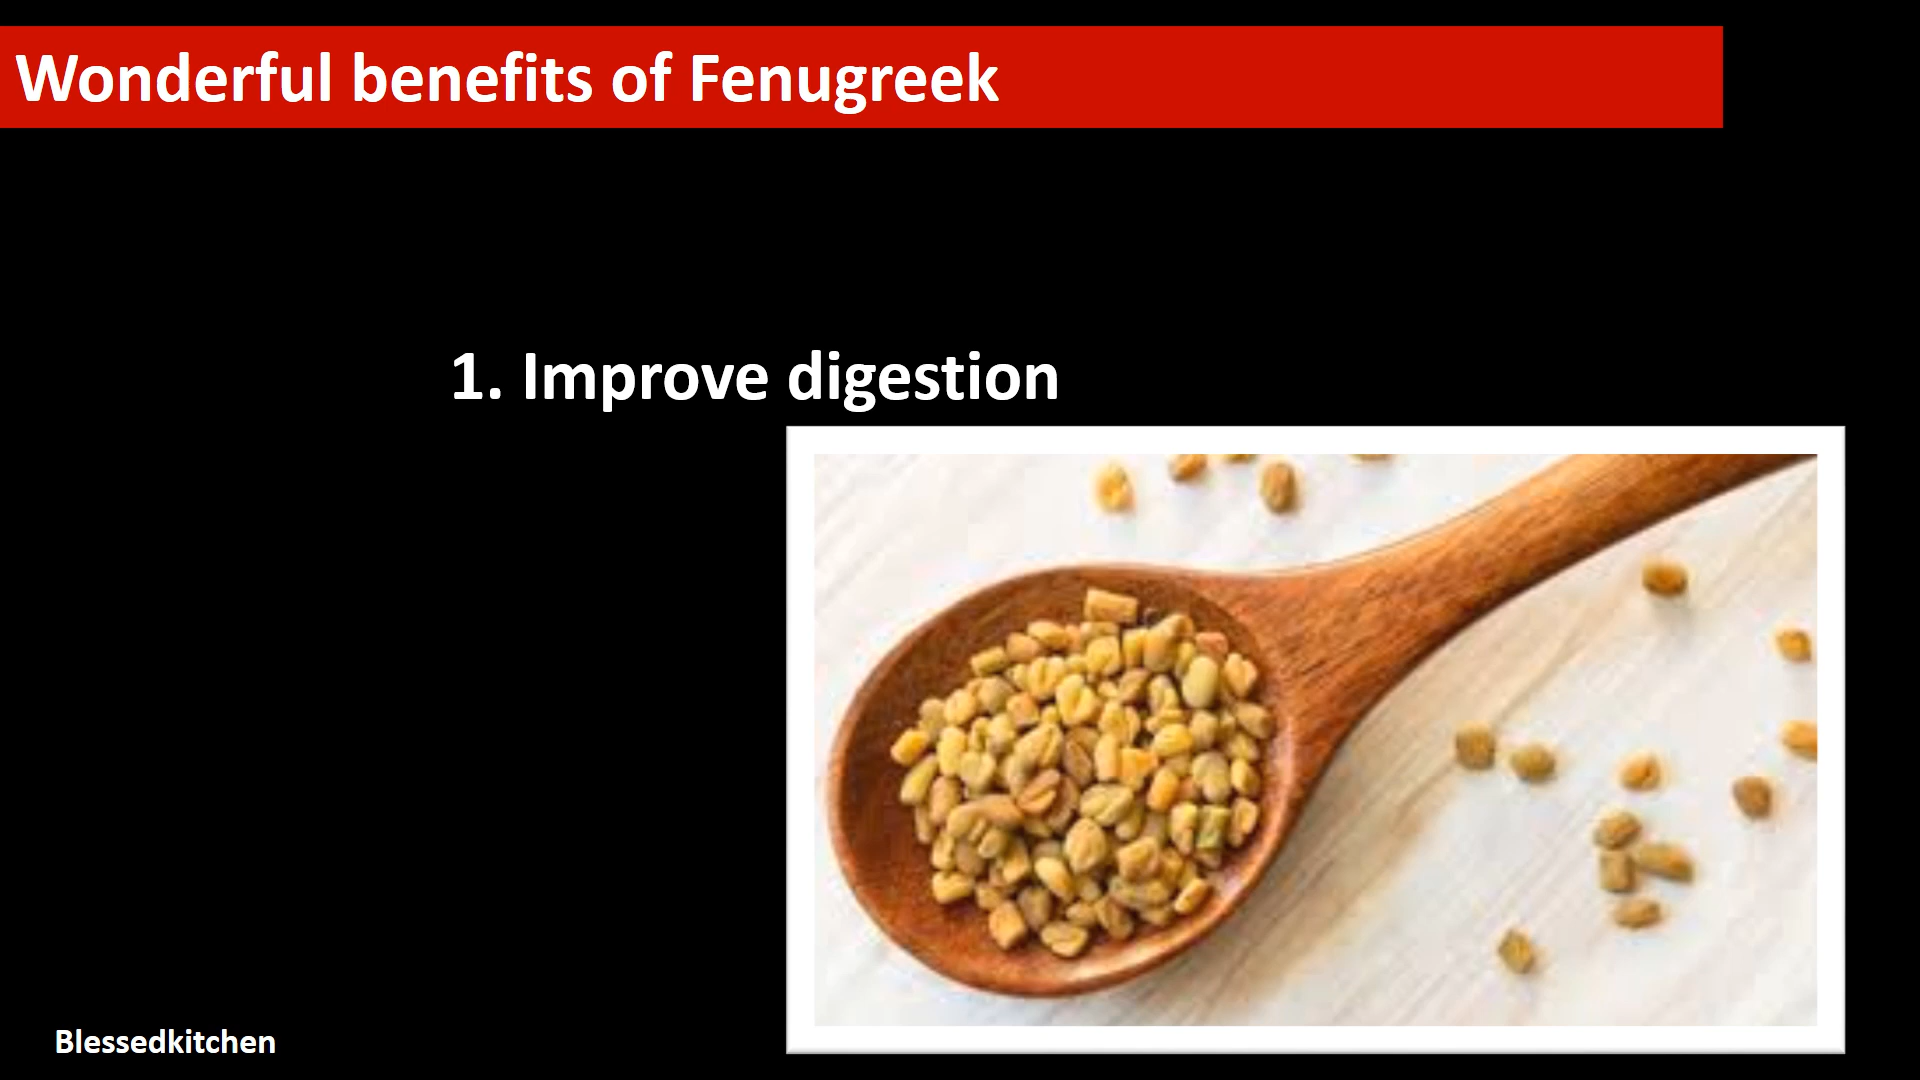 Wonderful benefits of Fenugreek
1. Improve digestion
Blessedkitchen